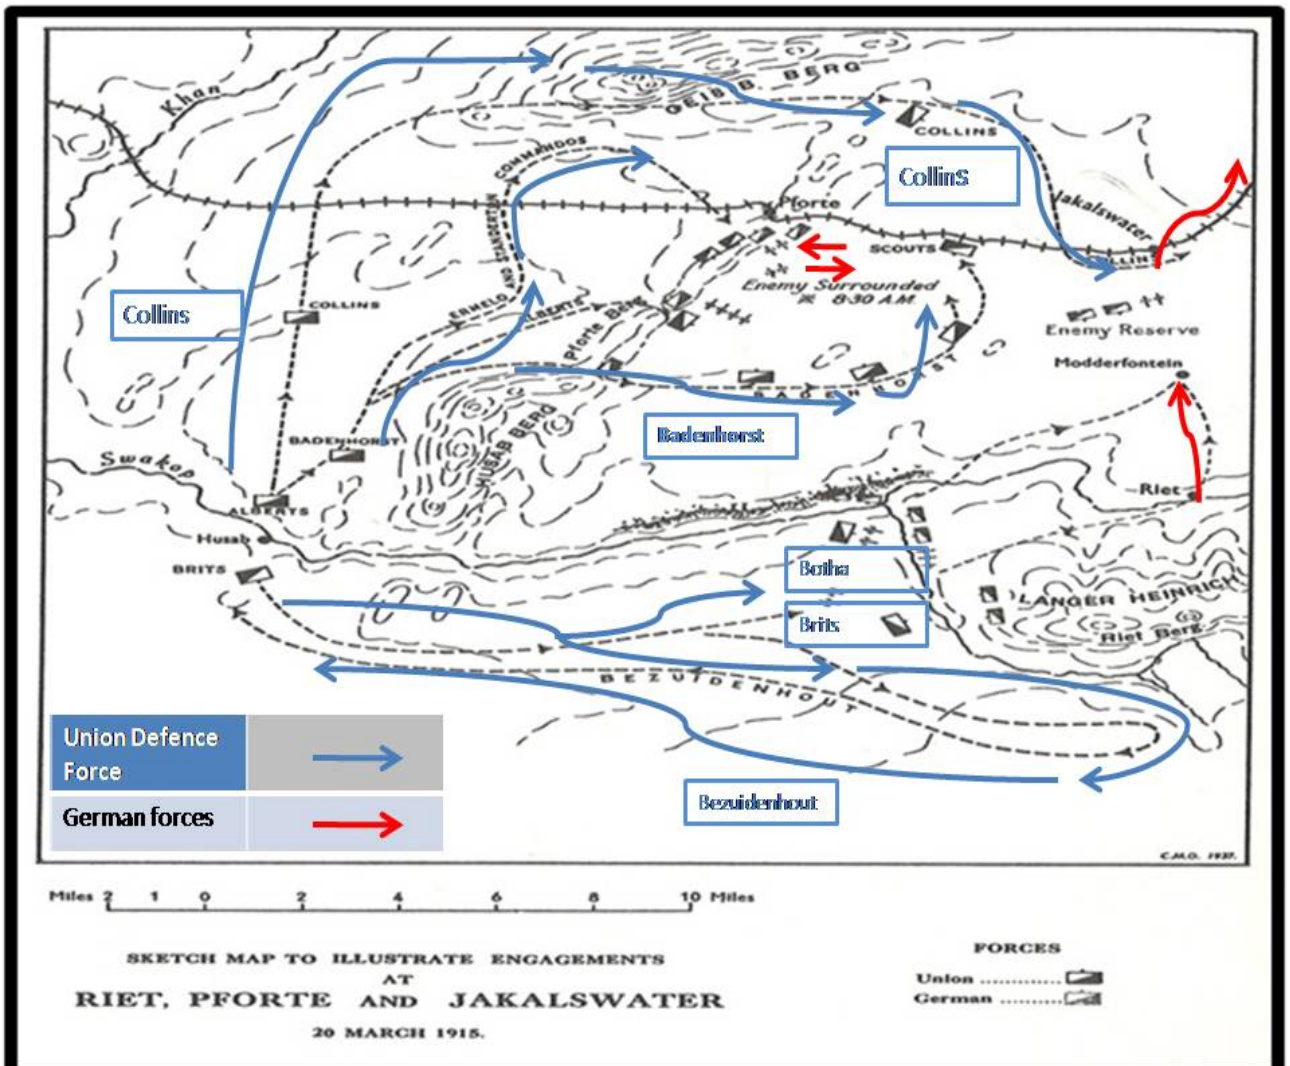 Khan
GEIB B. BERG
COLLINS
COMMANDOS
Collins
Pforte
Jakalswater
SCOUTS
COLLINS
AND STANDERTON
Enemy Surrounded
8·30 A.M.
Collins
COLLINS
ERMELO
ALBERTS
Pforte Berg
Enemy Reserve
Modderfontein
BADENHORST
HUSAB BERG
Badenhorst
BADENHORST
Swakop
Riet
ALBERTS
Husab
BRITS
Botha
LANGER HEINRICH
Brits
Riet Berg
BEZUIDENHOUT
Union Defence
Force
German forces
Bezuidenhout
C.M.O. 1937.
Miles 2 1 0 2 4 6 8 10 Miles
SKETCH MAP TO ILLUSTRATE ENGAGEMENTS
AT
RIET, PFORTE AND JAKALSWATER
20 MARCH 1915.
FORCES
Union ............
German ..........